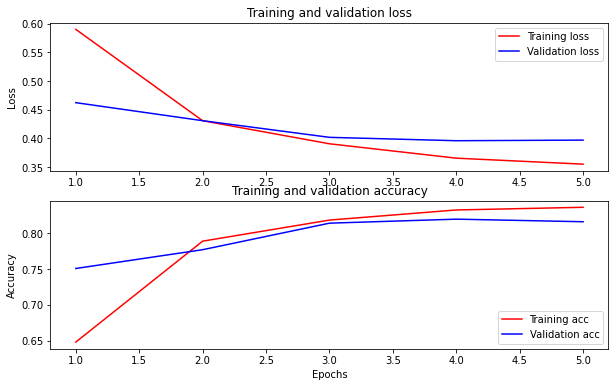 Training and validation loss
0.60
0.55
0.50
0.45
0.40
0.35
Loss
Training loss
Validation loss
1.0 1.5 2.0 2.5 3.0 3.5 4.0 4.5 5.0
Training and validation accuracy
0.80
0.75
0.70
0.65
Accuracy
Training acc
Validation acc
1.0 1.5 2.0 2.5 3.0 3.5 4.0 4.5 5.0
Epochs